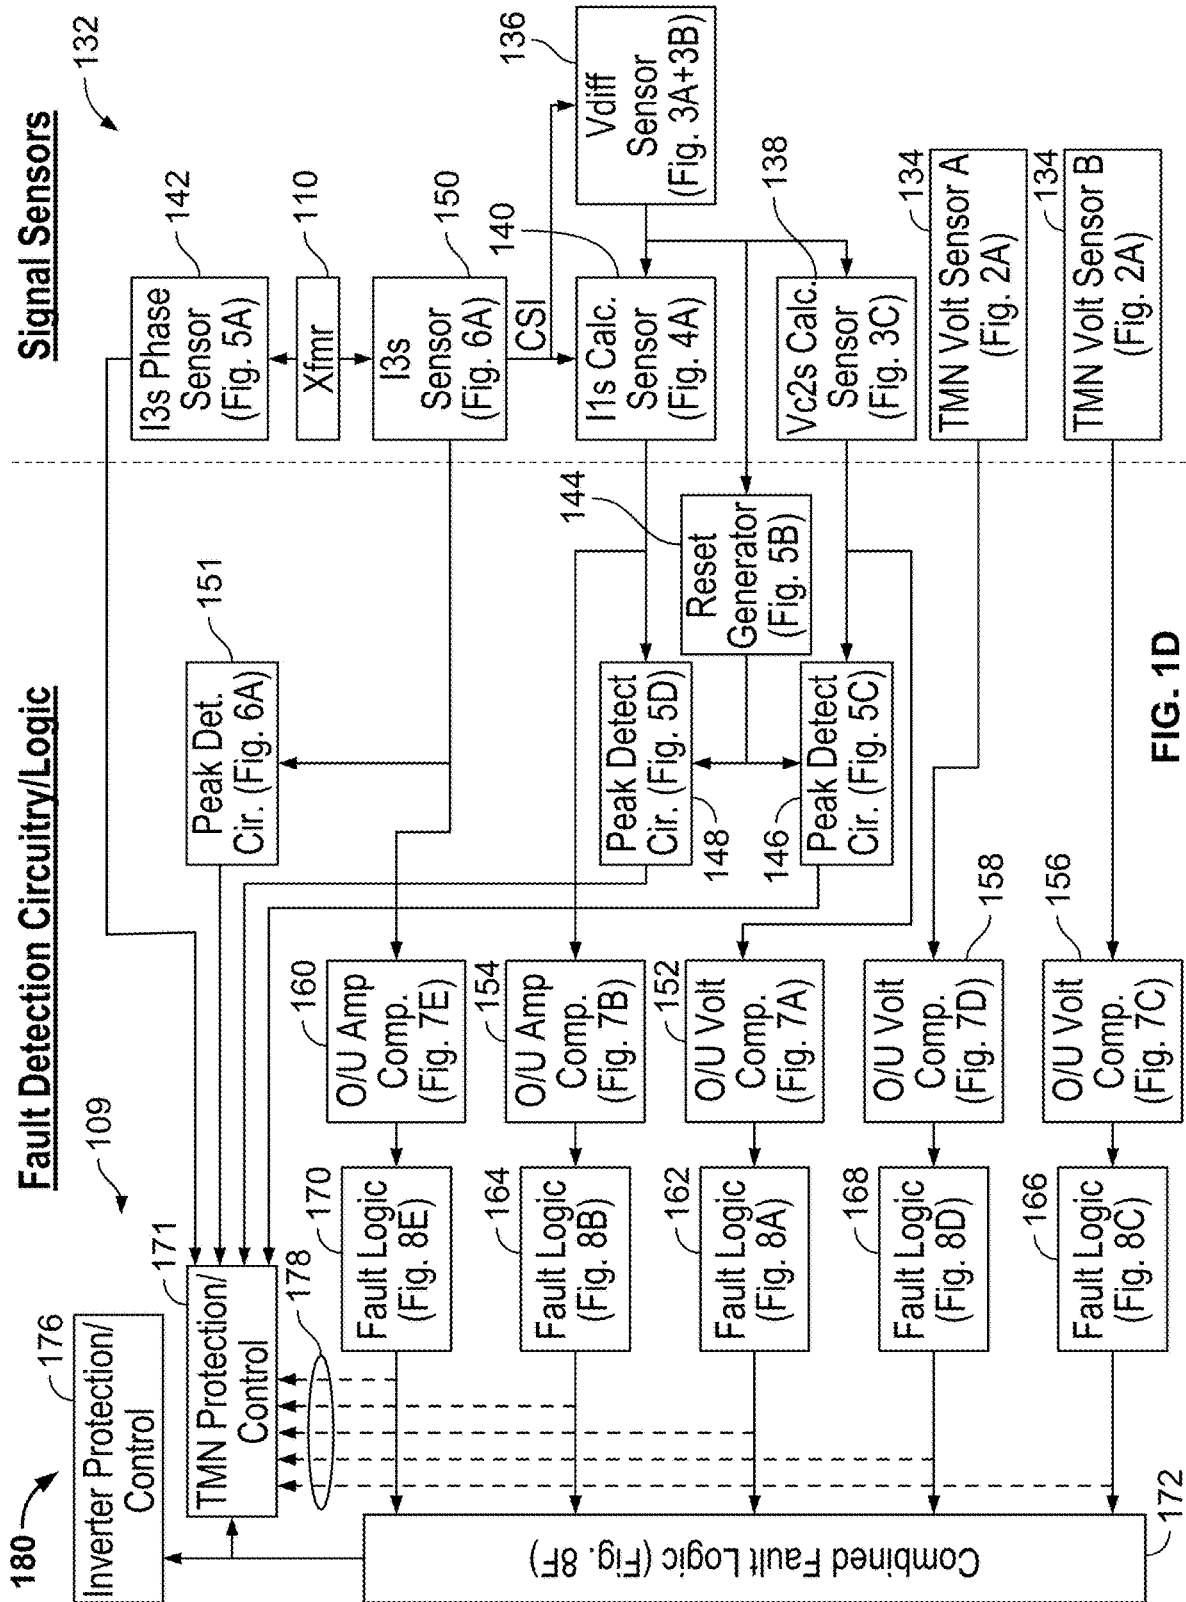 Signal Sensors
132
Fault Detection Circuitry/Logic
109
180
142
I3s Phase
Sensor
(Fig. 5A)
110
Xfmr
150
I3s
Sensor
(Fig. 6A)
CSI
136
Vdiff
Sensor
(Fig. 3A+3B)
140
I1s Calc.
Sensor
(Fig. 4A)
138
Vc2s Calc.
Sensor
(Fig. 3C)
134
TMN Volt Sensor A
(Fig. 2A)
134
TMN Volt Sensor B
(Fig. 2A)
151
Peak Det.
Cir. (Fig. 6A)
144
Reset
Generator
(Fig. 5B)
Peak Detect
Cir. (Fig. 5D)
148
Peak Detect
Cir. (Fig. 5C)
146
160
O/U Amp
Comp.
(Fig. 7E)
154
O/U Amp
Comp.
(Fig. 7B)
152
O/U Volt
Comp.
(Fig. 7A)
158
O/U Volt
Comp.
(Fig. 7D)
156
O/U Volt
Comp.
(Fig. 7C)
170
Fault Logic
(Fig. 8E)
164
Fault Logic
(Fig. 8B)
162
Fault Logic
(Fig. 8A)
168
Fault Logic
(Fig. 8D)
166
Fault Logic
(Fig. 8C)
176
Inverter Protection/
Control
171
TMN Protection/
Control
178
Combined Fault Logic (Fig. 8F)
172
FIG. 1D